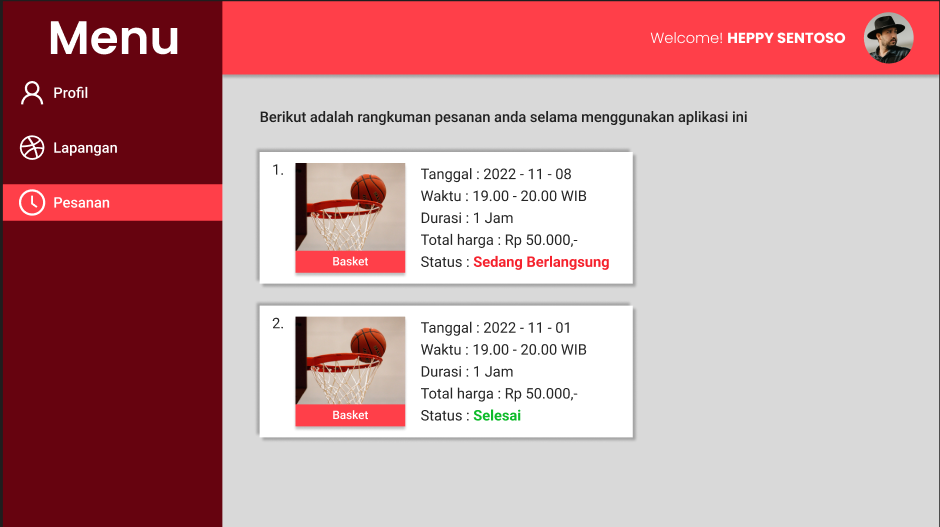 Menu
Profil
Lapangan
Pesanan
Welcome! HEPPY SENTOSO
Berikut adalah rangkuman pesanan anda selama menggunakan aplikasi ini
1.
Basket
Tanggal : 2022 - 11 - 08
Waktu : 19.00 - 20.00 WIB
Durasi : 1 Jam
Total harga : Rp 50.000,-
Status : Sedang Berlangsung
2.
Basket
Tanggal : 2022 - 11 - 01
Waktu : 19.00 - 20.00 WIB
Durasi : 1 Jam
Total harga : Rp 50.000,-
Status : Selesai